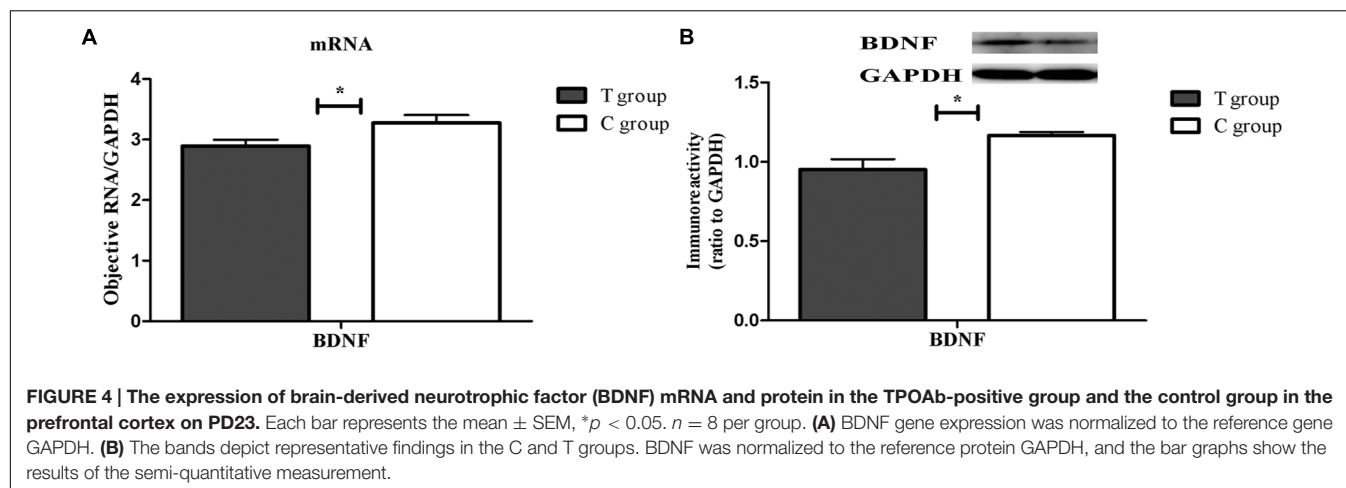 A
mRNA
Objective RNA/GAPDH
4
3
2
1
0
*
BDNF
T group
C group
B
BDNF
GAPDH
Immunoreactivity
(ratio to GAPDH)
1.5
1.0
0.5
0.0
*
BDNF
T group
C group
FIGURE 4 | The expression of brain-derived neurotrophic factor (BDNF) mRNA and protein in the TPOAb-positive group and the control group in the
prefrontal cortex on PD23. Each bar represents the mean ± SEM, *p < 0.05. n = 8 per group. (A) BDNF gene expression was normalized to the reference gene
GAPDH. (B) The bands depict representative findings in the C and T groups. BDNF was normalized to the reference protein GAPDH, and the bar graphs show the
results of the semi-quantitative measurement.